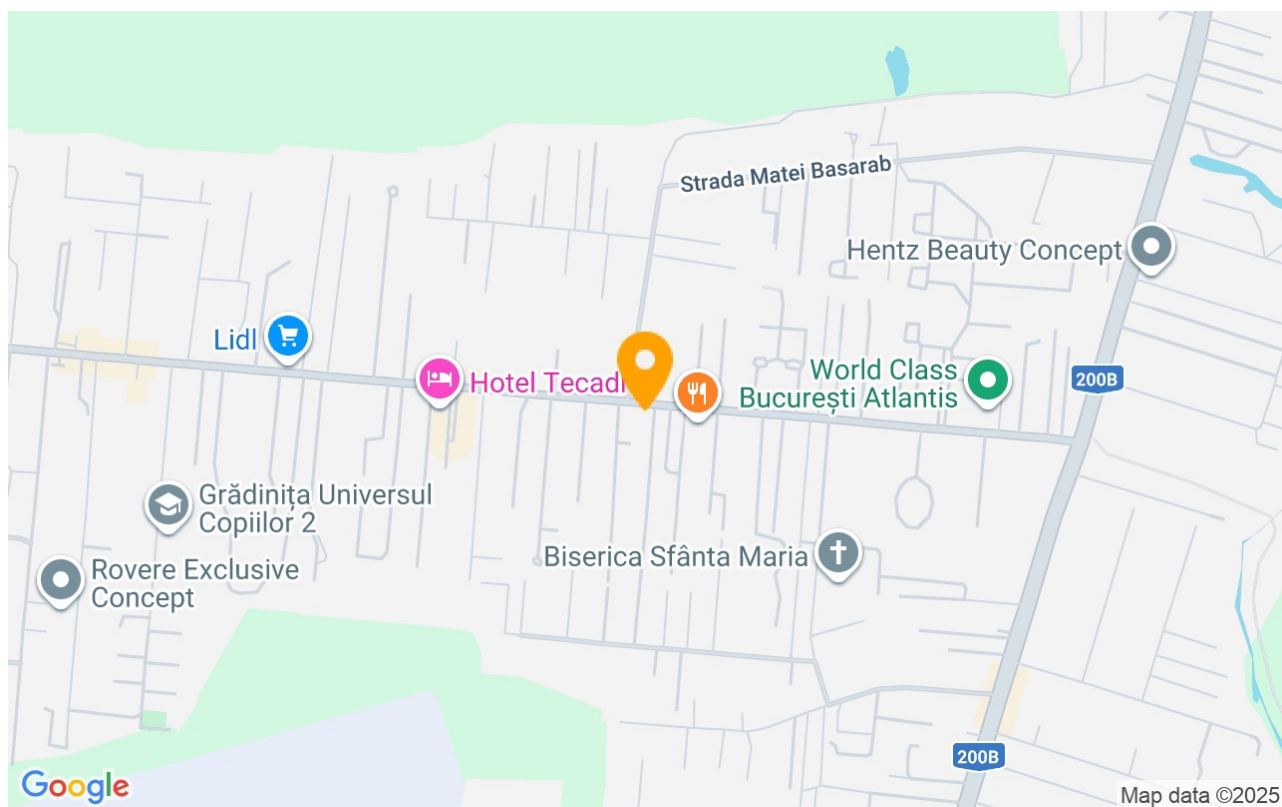 Strada Matei Basarab
Hentz Beauty Concept
Lidl
Hotel Tecadi
World Class
București Atlantis
200B
Grădinița Universul
Copiilor 2
Biserica Sfânta Maria
Rovere Exclusive
Concept
200B
Google
Map data ©2025